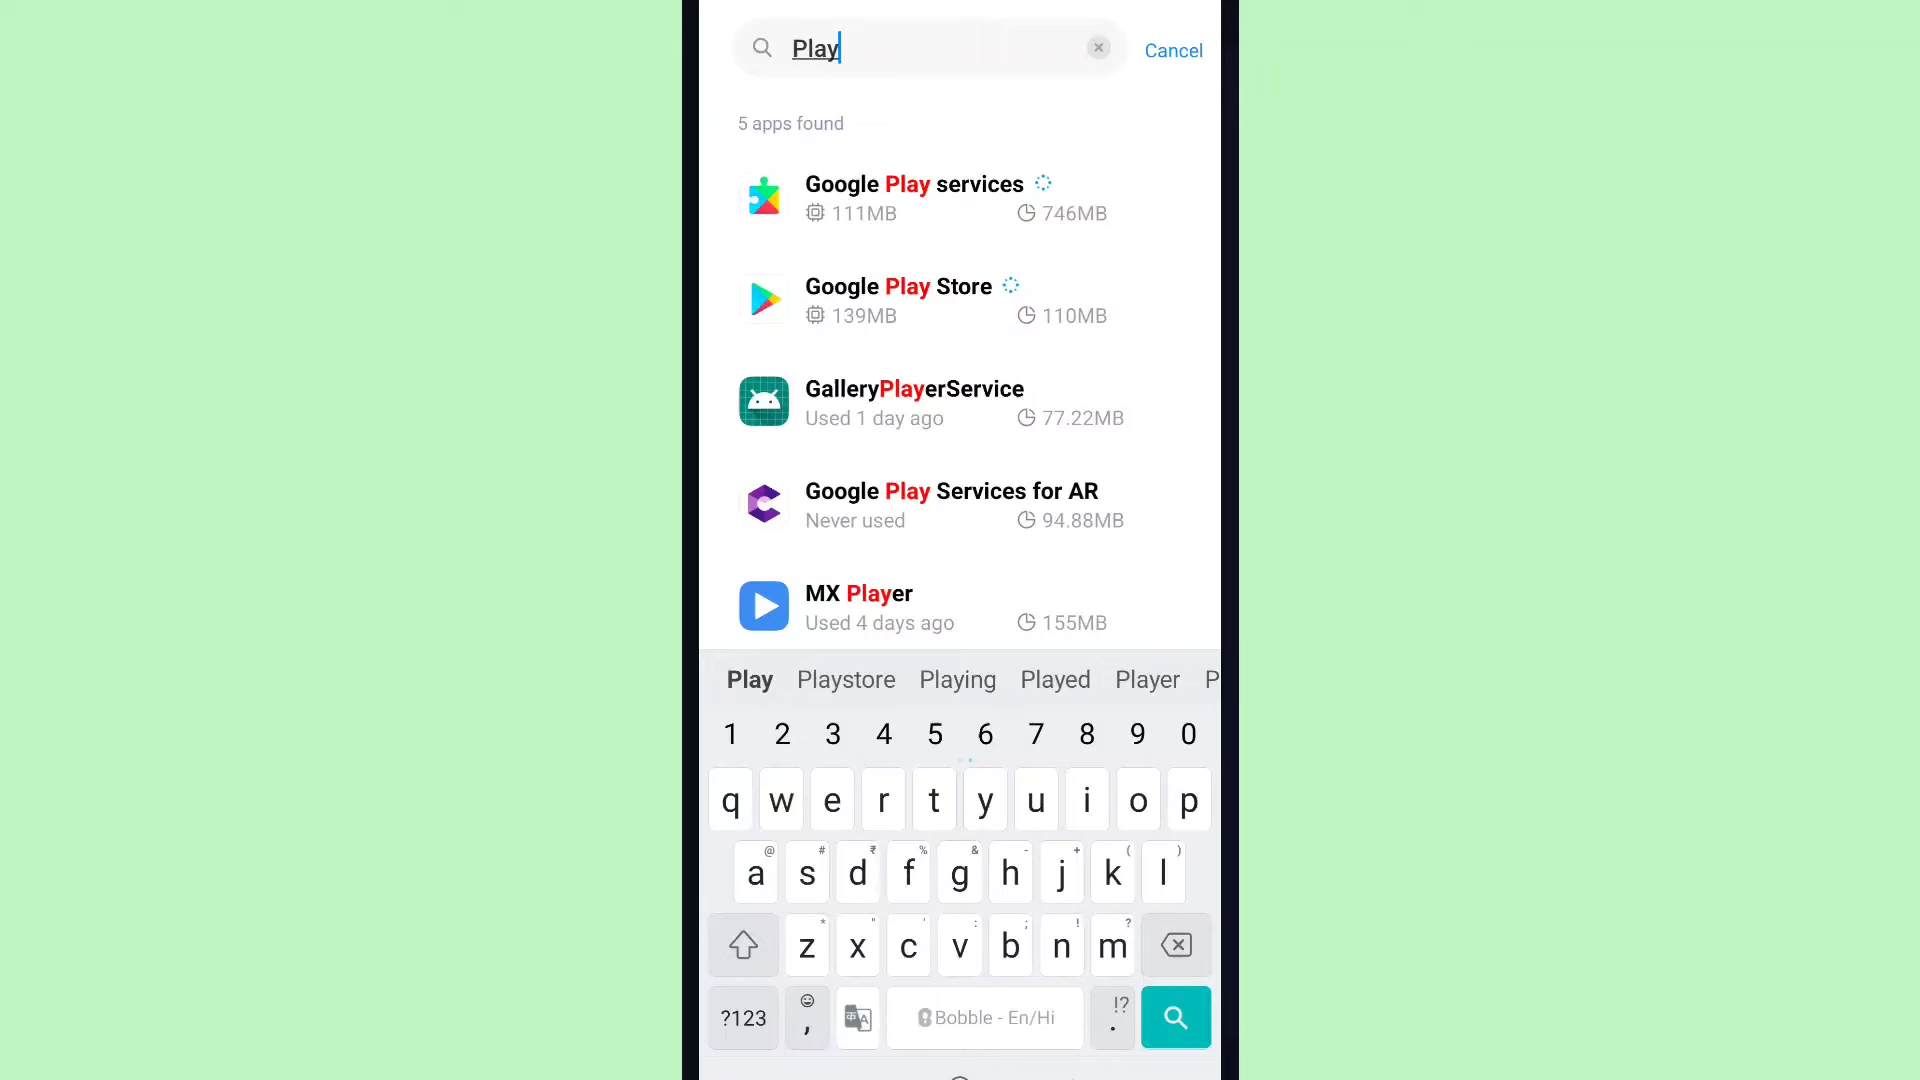 Play
Cancel
5 apps found
Google Play services
111MB 746MB
Google Play Store
139MB 110MB
GalleryPlayerService
Used 1 day ago 77.22MB
Google Play Services for AR
Never used 94.88MB
MX Player
Used 4 days ago 155MB
Play Playstore Playing Played Player P
1 2 3 4 5 6 7 8 9 0
q w e r t y u i o p
@ # ₹ % & - + ( )
a s d f g h j k l
* " ' : ; ! ?
z x c v b n m
?123 , क A Bobble - En/Hi !? .